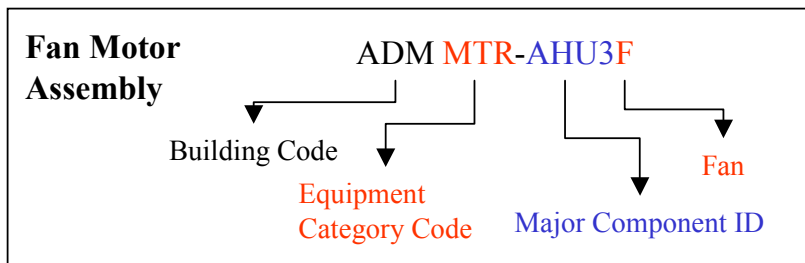 Fan Motor
Assembly
ADM MTR-AHU3F
Building Code
Equipment
Category Code
Major Component ID
Fan